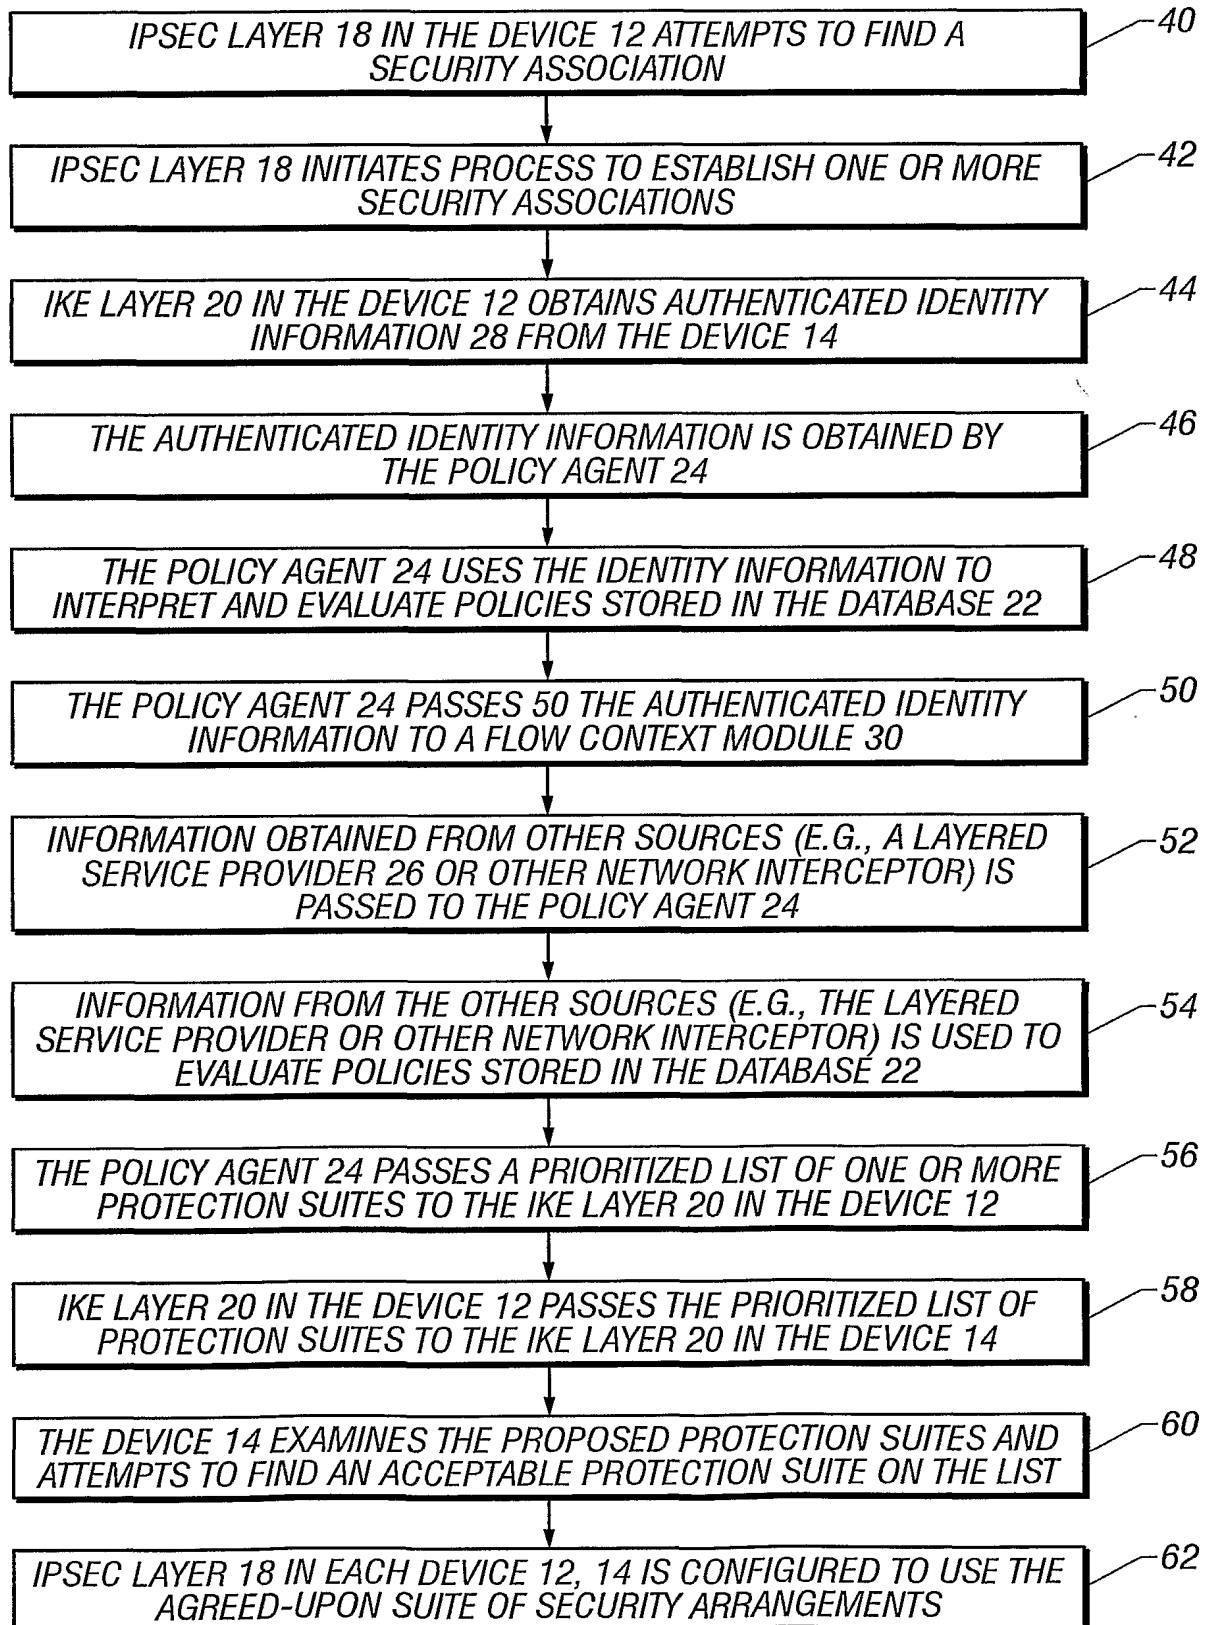 IPSEC LAYER 18 IN THE DEVICE 12 ATTEMPTS TO FIND A
SECURITY ASSOCIATION
40
IPSEC LAYER 18 INITIATES PROCESS TO ESTABLISH ONE OR MORE
SECURITY ASSOCIATIONS
42
IKE LAYER 20 IN THE DEVICE 12 OBTAINS AUTHENTICATED IDENTITY
INFORMATION 28 FROM THE DEVICE 14
44
THE AUTHENTICATED IDENTITY INFORMATION IS OBTAINED BY
THE POLICY AGENT 24
46
THE POLICY AGENT 24 USES THE IDENTITY INFORMATION TO
INTERPRET AND EVALUATE POLICIES STORED IN THE DATABASE 22
48
THE POLICY AGENT 24 PASSES 50 THE AUTHENTICATED IDENTITY
INFORMATION TO A FLOW CONTEXT MODULE 30
50
INFORMATION OBTAINED FROM OTHER SOURCES (E.G., A LAYERED
SERVICE PROVIDER 26 OR OTHER NETWORK INTERCEPTOR) IS
PASSED TO THE POLICY AGENT 24
52
INFORMATION FROM THE OTHER SOURCES (E.G., THE LAYERED
SERVICE PROVIDER OR OTHER NETWORK INTERCEPTOR) IS USED TO
EVALUATE POLICIES STORED IN THE DATABASE 22
54
THE POLICY AGENT 24 PASSES A PRIORITIZED LIST OF ONE OR MORE
PROTECTION SUITES TO THE IKE LAYER 20 IN THE DEVICE 12
56
IKE LAYER 20 IN THE DEVICE 12 PASSES THE PRIORITIZED LIST OF
PROTECTION SUITES TO THE IKE LAYER 20 IN THE DEVICE 14
58
THE DEVICE 14 EXAMINES THE PROPOSED PROTECTION SUITES AND
ATTEMPTS TO FIND AN ACCEPTABLE PROTECTION SUITE ON THE LIST
60
IPSEC LAYER 18 IN EACH DEVICE 12, 14 IS CONFIGURED TO USE THE
AGREED-UPON SUITE OF SECURITY ARRANGEMENTS
62